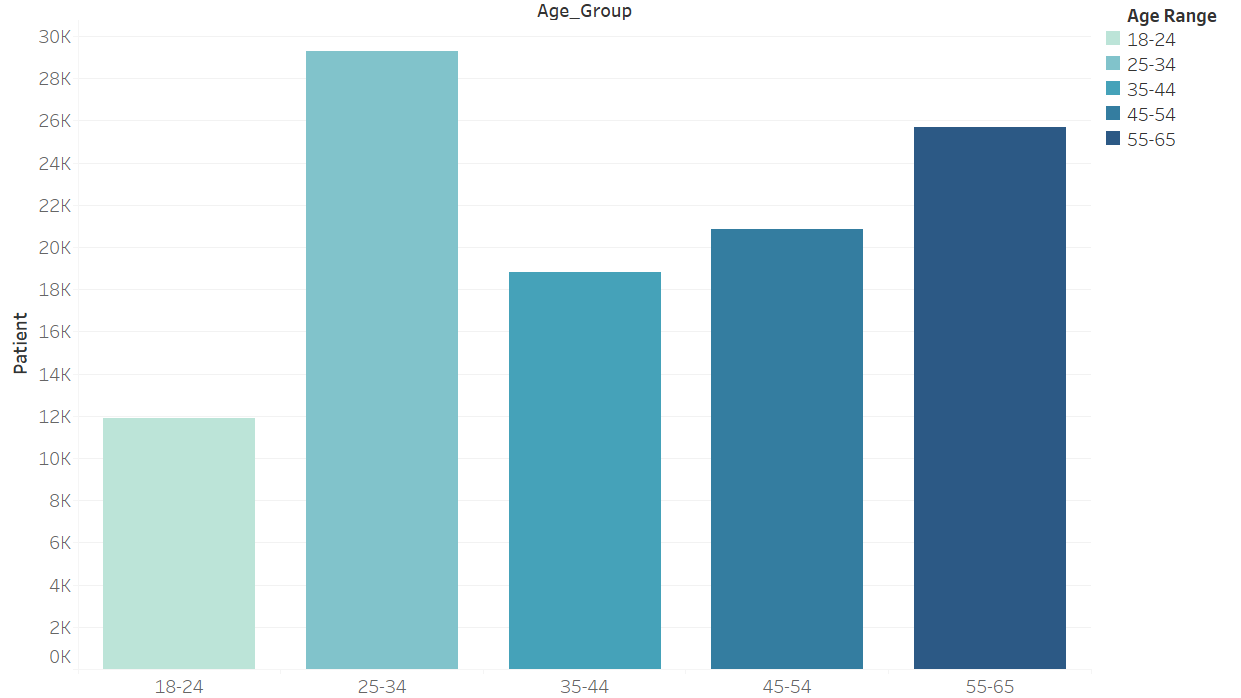 Age_Group
Age Range
18-24
25-34
35-44
45-54
55-65
Patient
30K
28K
26K
24K
22K
20K
18K
16K
14K
12K
10K
8K
6K
4K
2K
0K
18-24
25-34
35-44
45-54
55-65